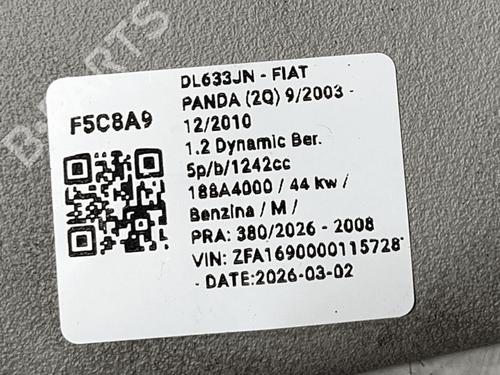 B-PARTS
F5C8A9
DL633JN - FIAT
PANDA (2Q) 9/2003 -
12/2010
1.2 Dynamic Ber.
5p/b/1242cc
188A4000 / 44 kw /
Benzina / M /
PRA: 380/2026 - 2008
VIN: ZFA1690000115728*
- DATE:2026-03-02